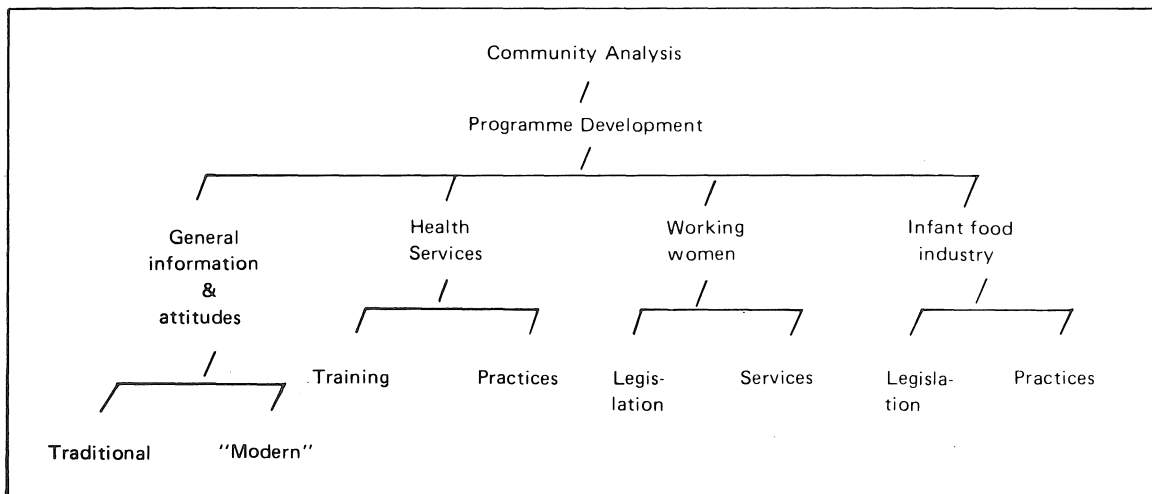 Community Analysis
Programme Development
General
information
&
attitudes
Health
Services
Working
women
Infant food
industry
Training
Practices
Legis-
lation
Services
Legisla-
tion
Practices
Traditional
"Modern"